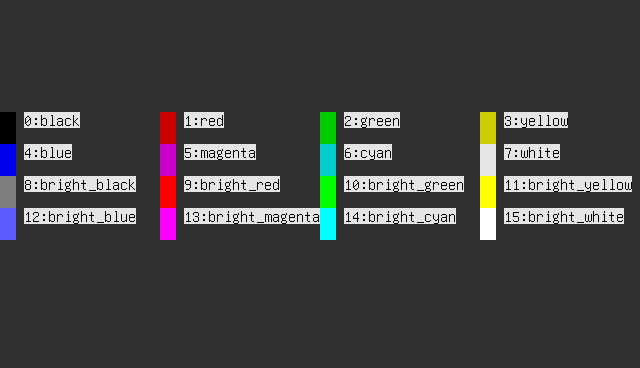 0:black 1:red 2:green 3:yellow
4:blue 5:magenta 6:cyan 7:white
8:bright_black 9:bright_red 10:bright_green 11:bright_yellow
12:bright_blue 13:bright_magenta 14:bright_cyan 15:bright_white